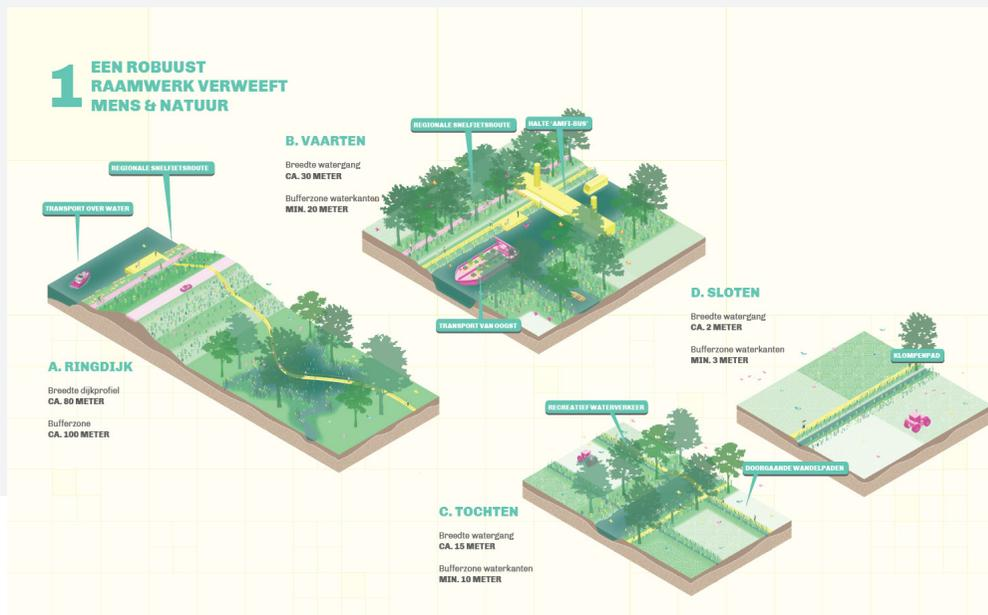 1
EEN ROBUUST
RAAMWERK VERWEEFT
MENS & NATUUR
REGIONALE SNELFIETSROUTE
TRANSPORT OVER WATER
A. RINGDIJK
Breedte dijkprofiel
CA. 80 METER
Bufferzone
CA. 100 METER
B. VAARTEN
Breedte watergang
CA. 30 METER
Bufferzone waterkanten
MIN. 20 METER
REGIONALE SNELFIETSROUTE
HALTE 'AMFI-BUS'
TRANSPORT VAN OOGST
C. TOCHTEN
Breedte watergang
CA. 15 METER
Bufferzone waterkanten
MIN. 10 METER
RECREATIEF WATERVERKEER
DOORGAANDE WANDELPADEN
D. SLOTEN
Breedte watergang
CA. 2 METER
Bufferzone waterkanten
MIN. 3 METER
KLOMPENPAD